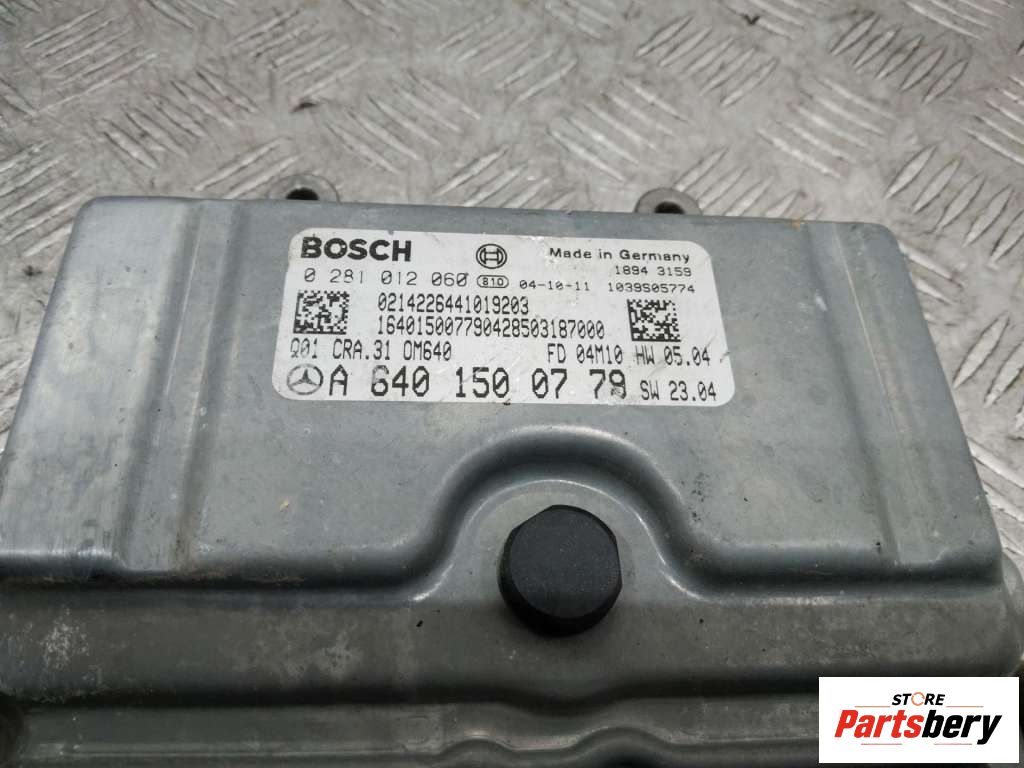 BOSCH Made in Germany
1894 3159
0 281 012 060 810 04-10-11 1039S05774
0214226441019203
164015007790428503187000
Q01 CRA.31 OM640 FD 04M10 HW 05.04
A 640 150 07 79 SW 23.04
STORE
Partsbery